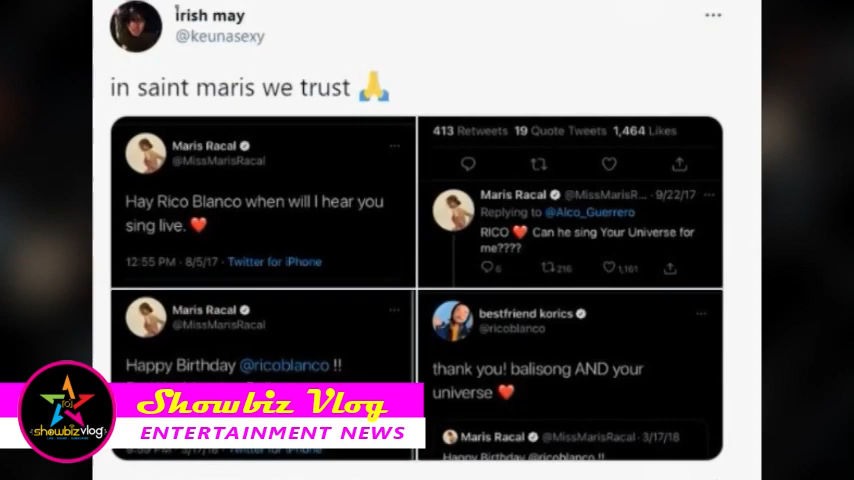 irish may
@keunasexy
in saint maris we trust 🙏
Maris Racal
@MissMarisRacal
Hay Rico Blanco when will I hear you
sing live. ❤️
12:55 PM · 8/5/17 · Twitter for iPhone
413 Retweets 19 Quote Tweets 1,464 Likes
Maris Racal @MissMarisR... · 9/22/17
Replying to @Alco_Guerrero
RICO ❤️ Can he sing Your Universe for
me????
6 216 1,161
Maris Racal
@MissMarisRacal
Happy Birthday @ricoblanco !!
bestfriend korics
@ricoblanco
thank you! balisong AND your
universe ❤️
Maris Racal @MissMarisRacal · 3/17/18
Happy Birthday @ricoblanco !!
showbizvlog
Showbiz Vlog
ENTERTAINMENT NEWS